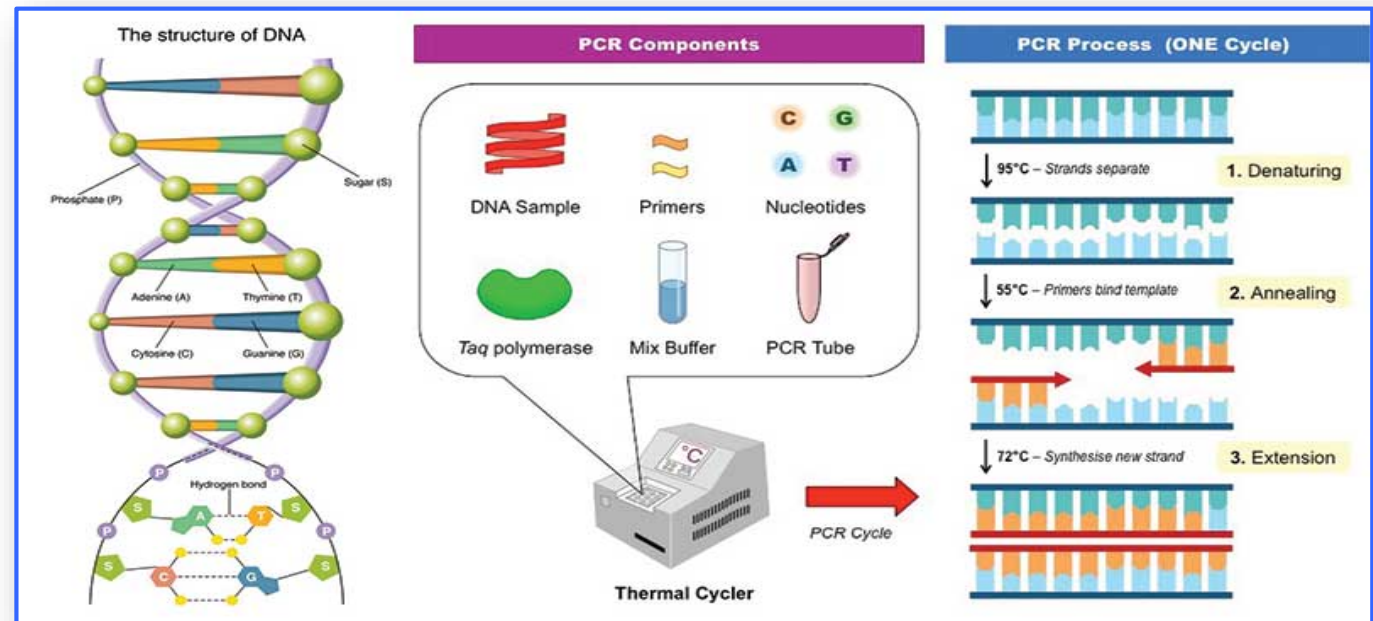 The structure of DNA
Phosphate (P)
Sugar (S)
Adenine (A)
Thymine (T)
Cytosine (C)
Guanine (G)
P
P
Hydrogen bond
S
A
T
S
P
P
S
C
G
S
PCR Components
C
G
A
T
DNA Sample
Primers
Nucleotides
Taq polymerase
Mix Buffer
PCR Tube
°C
Thermal Cycler
PCR Cycle
PCR Process (ONE Cycle)
95°C – Strands separate
1. Denaturing
55°C – Primers bind template
2. Annealing
72°C – Synthesise new strand
3. Extension